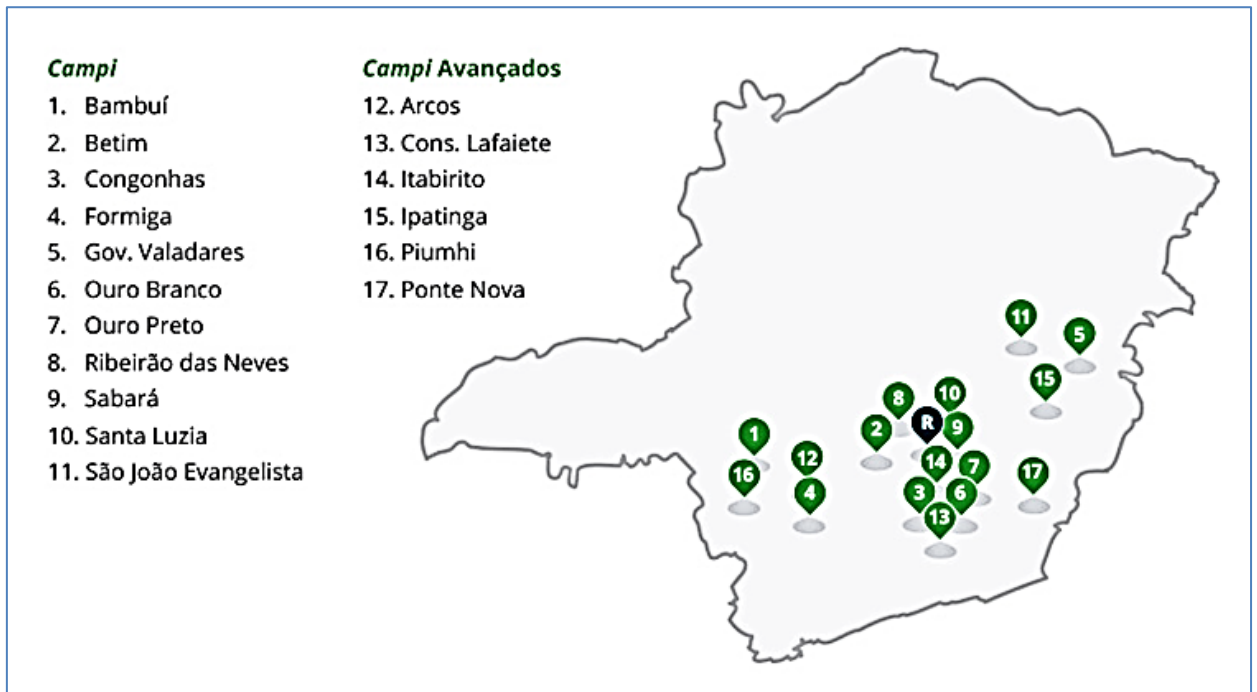 Campi
1. Bambuí
2. Betim
3. Congonhas
4. Formiga
5. Gov. Valadares
6. Ouro Branco
7. Ouro Preto
8. Ribeirão das Neves
9. Sabará
10. Santa Luzia
11. São João Evangelista
Campi Avançados
12. Arcos
13. Cons. Lafaiete
14. Itabirito
15. Ipatinga
16. Piumhi
17. Ponte Nova
11
5
15
10
8
R
9
2
1
12
14
7
17
16
4
3
6
13